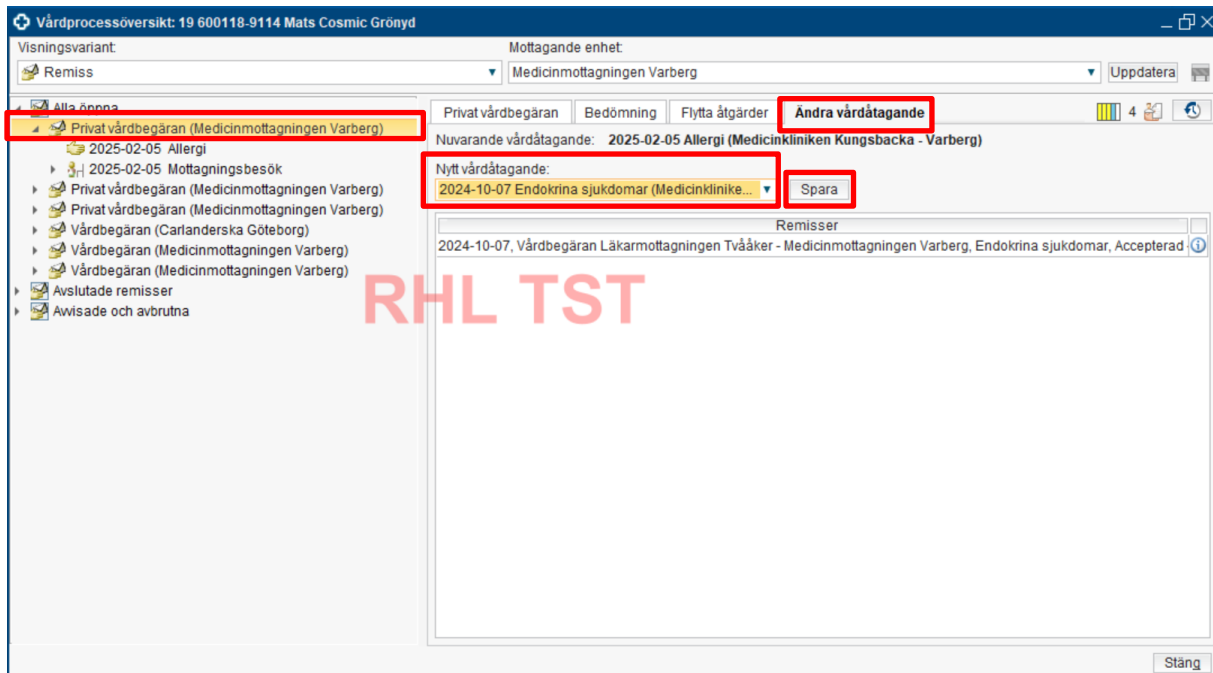 Vårdprocessöversikt: 19 600118-9114 Mats Cosmic Grönyd
Visningsvariant:
Mottagande enhet:
Remiss
Medicinmottagningen Varberg
Uppdatera
Alla öppna
Privat vårdbegäran (Medicinmottagningen Varberg)
2025-02-05 Allergi
2025-02-05 Mottagningsbesök
Privat vårdbegäran (Medicinmottagningen Varberg)
Privat vårdbegäran (Medicinmottagningen Varberg)
Vårdbegäran (Carlanderska Göteborg)
Vårdbegäran (Medicinmottagningen Varberg)
Vårdbegäran (Medicinmottagningen Varberg)
Avslutade remisser
Avvisade och avbrutna
Privat vårdbegäran Bedömning Flytta åtgärder Ändra vårdåtagande
4
Nuvarande vårdåtagande: 2025-02-05 Allergi (Medicinkliniken Kungsbacka - Varberg)
Nytt vårdåtagande:
2024-10-07 Endokrina sjukdomar (Medicinklinike... Spara
Remisser
2024-10-07, Vårdbegäran Läkarmottagningen Tvååker - Medicinmottagningen Varberg, Endokrina sjukdomar, Accepterad -
RHL TST
Stäng